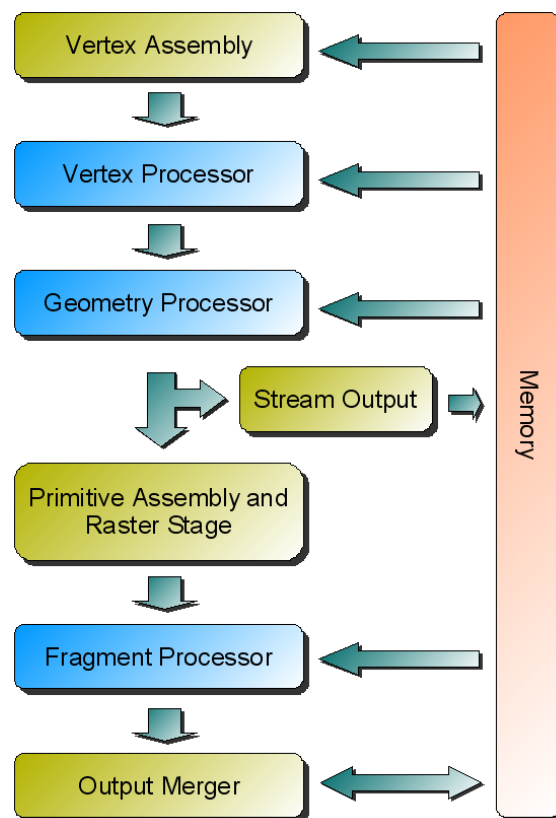 Vertex Assembly
Vertex Processor
Geometry Processor
Stream Output
Primitive Assembly and
Raster Stage
Fragment Processor
Output Merger
Memory